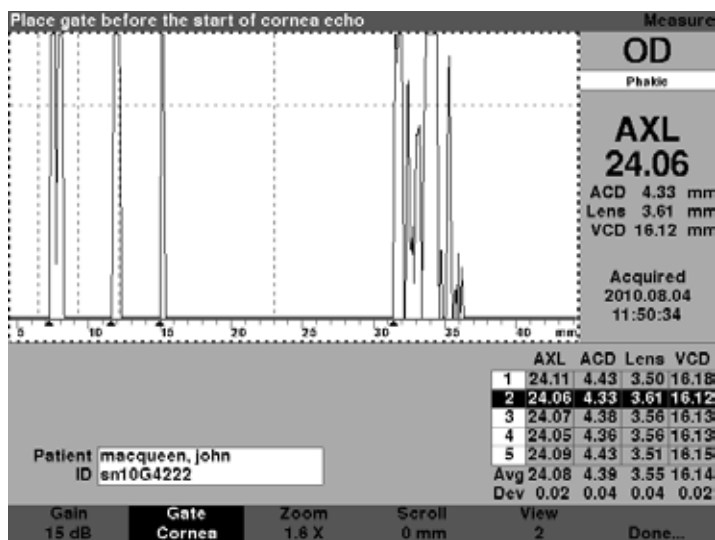 Place gate before the start of cornea echo Measure
OD
Phakic
AXL
24.06
ACD 4.33 mm
Lens 3.61 mm
VCD 16.12 mm
Acquired
2010.08.04
11:50:34
5 10 15 20 25 30 35 40 mm
AXL ACD Lens VCD
1 24.11 4.43 3.50 16.18
2 24.06 4.33 3.61 16.12
3 24.07 4.38 3.56 16.13
4 24.05 4.36 3.56 16.13
5 24.09 4.43 3.51 16.15
Avg 24.08 4.39 3.55 16.14
Dev 0.02 0.04 0.04 0.02
Patient macqueen, john
ID sn10G4222
Gain Gate Zoom Scroll View
15 dB Cornea 1.6 X 0 mm 2 Done...